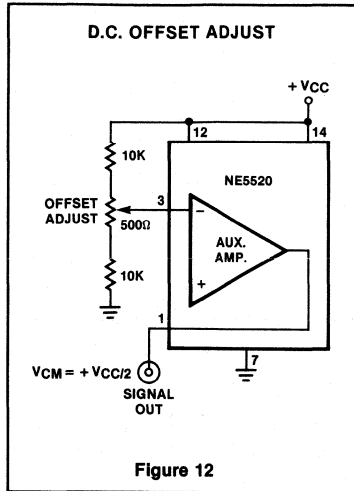 D.C. OFFSET ADJUST
+ VCC
12
14
10K
NE5520
OFFSET
ADJUST
3
500Ω
−
AUX.
AMP.
10K
+
1
7
VCM = + VCC/2
SIGNAL
OUT
Figure 12